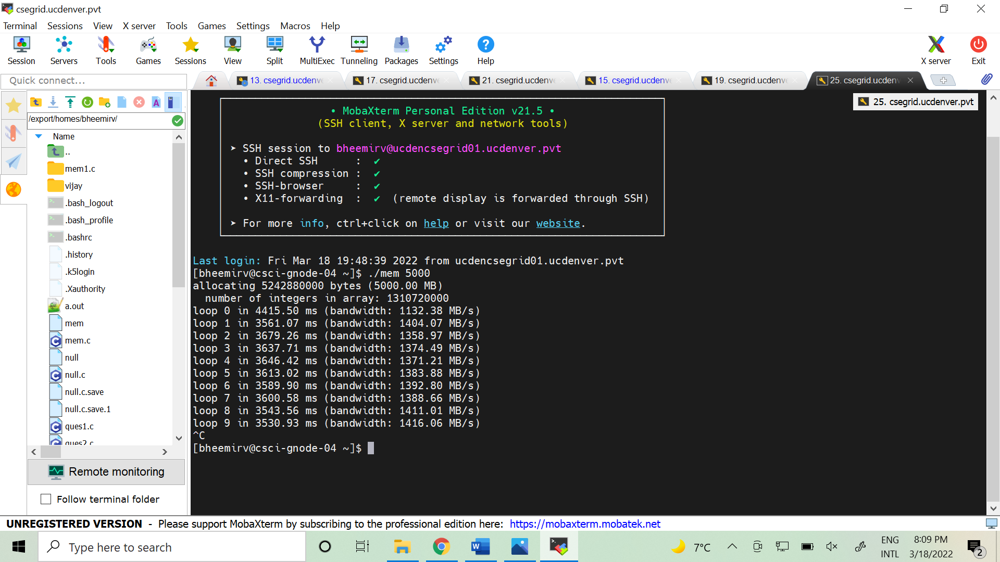 csegrid.ucdenver.pvt
Terminal Sessions View X server Tools Games Settings Macros Help
Session Servers Tools Games Sessions View Split MultiExec Tunneling Packages Settings Help X server Exit
Quick connect...
13. csegrid.ucdenve 17. csegrid.ucdenve 21. csegrid.ucdenve 15. csegrid.ucdenve 19. csegrid.ucdenve 25. csegrid.ucden
25. csegrid.ucdenver.pvt
/export/homes/bheemirv/
Name
..
mem1.c
vijay
.bash_logout
.bash_profile
.bashrc
.history
.k5login
.Xauthority
a.out
mem
mem.c
null
null.c
null.c.save
null.c.save.1
ques1.c
ques2.c
Remote monitoring
Follow terminal folder
• MobaXterm Personal Edition v21.5 •
(SSH client, X server and network tools)
➤ SSH session to bheemirv@ucdencsegrid01.ucdenver.pvt
• Direct SSH : ✔
• SSH compression : ✔
• SSH-browser : ✔
• X11-forwarding : ✔ (remote display is forwarded through SSH)
➤ For more info, ctrl+click on help or visit our website.
Last login: Fri Mar 18 19:48:39 2022 from ucdencsegrid01.ucdenver.pvt
[bheemirv@csci-gnode-04 ~]$ ./mem 5000
allocating 5242880000 bytes (5000.00 MB)
number of integers in array: 1310720000
loop 0 in 4415.50 ms (bandwidth: 1132.38 MB/s)
loop 1 in 3561.07 ms (bandwidth: 1404.07 MB/s)
loop 2 in 3679.26 ms (bandwidth: 1358.97 MB/s)
loop 3 in 3637.71 ms (bandwidth: 1374.49 MB/s)
loop 4 in 3646.42 ms (bandwidth: 1371.21 MB/s)
loop 5 in 3613.02 ms (bandwidth: 1383.88 MB/s)
loop 6 in 3589.90 ms (bandwidth: 1392.80 MB/s)
loop 7 in 3600.58 ms (bandwidth: 1388.66 MB/s)
loop 8 in 3543.56 ms (bandwidth: 1411.01 MB/s)
loop 9 in 3530.93 ms (bandwidth: 1416.06 MB/s)
^C
[bheemirv@csci-gnode-04 ~]$
UNREGISTERED VERSION - Please support MobaXterm by subscribing to the professional edition here: https://mobaxterm.mobatek.net
Type here to search
7°C
ENG
INTL
8:09 PM
3/18/2022
2